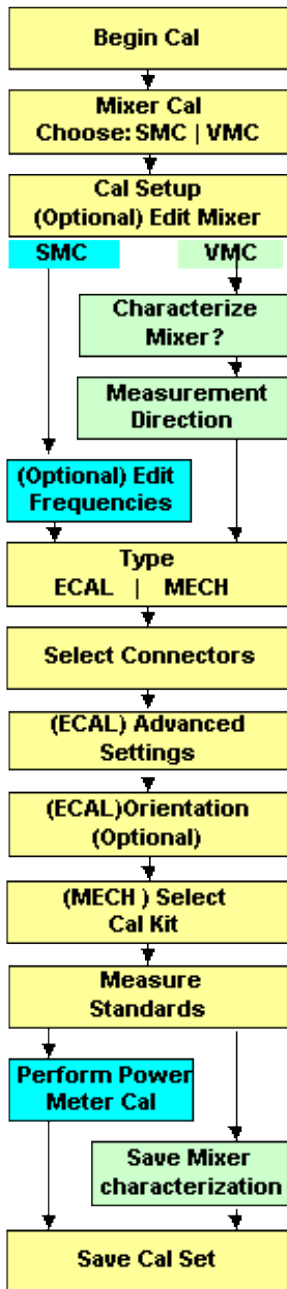 Begin Cal
Mixer Cal
Choose: SMC | VMC
Cal Setup
(Optional) Edit Mixer
SMC
VMC
Characterize
Mixer?
Measurement
Direction
(Optional) Edit
Frequencies
Type
ECAL | MECH
Select Connectors
(ECAL) Advanced
Settings
(ECAL)Orientation
(Optional)
(MECH ) Select
Cal Kit
Measure
Standards
Perform Power
Meter Cal
Save Mixer
characterization
Save Cal Set